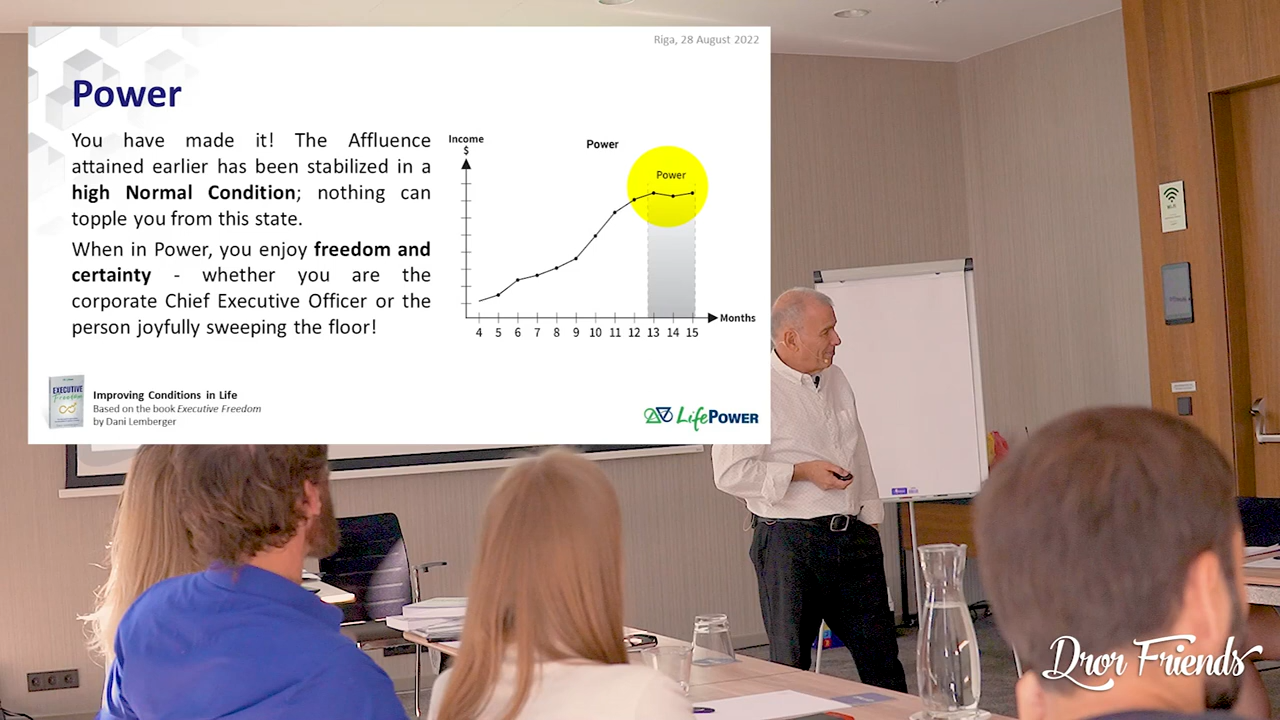 Riga, 28 August 2022
Power
You have made it! The Affluence
attained earlier has been stabilized in a
high Normal Condition; nothing can
topple you from this state.
When in Power, you enjoy freedom and
certainty - whether you are the
corporate Chief Executive Officer or the
person joyfully sweeping the floor!
Income
$
Power
Power
Months
4 5 6 7 8 9 10 11 12 13 14 15
EXECUTIVE
Freedom
Improving Conditions in Life
Based on the book Executive Freedom
by Dani Lemberger
LifePOWER
Wi-Fi
Dror Friends